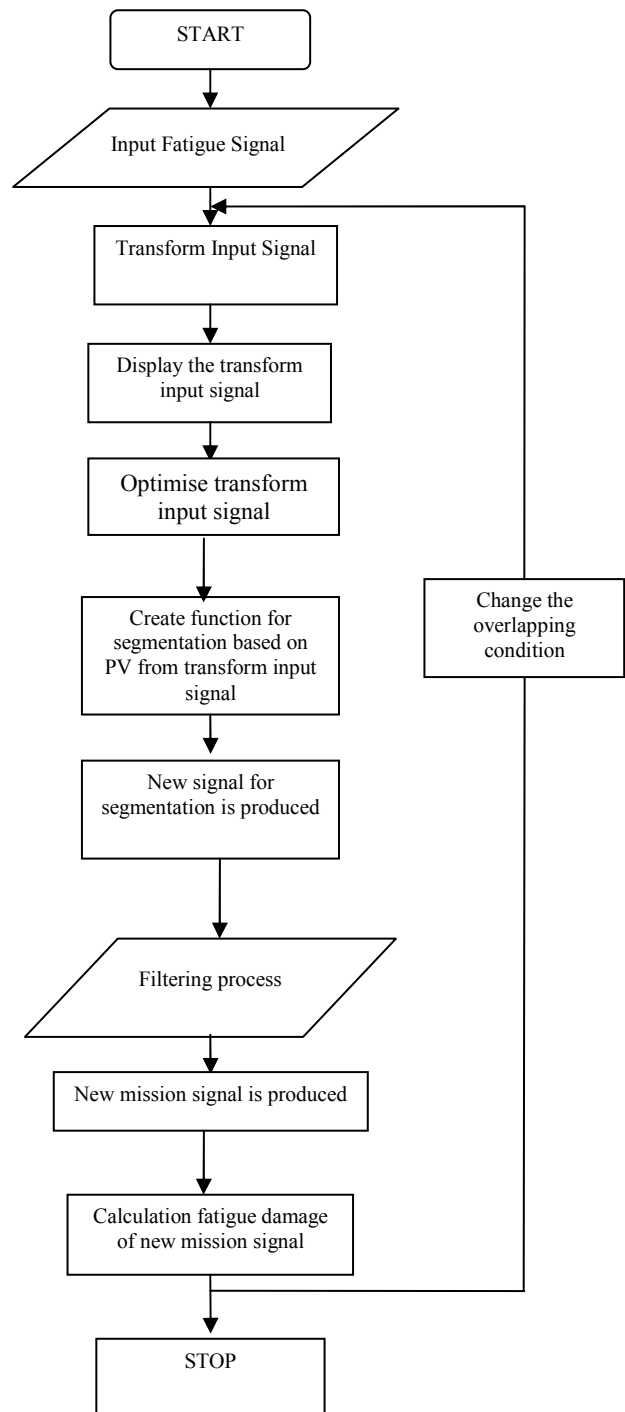 START
Input Fatigue Signal
Transform Input Signal
Display the transform
input signal
Optimise transform
input signal
Create function for
segmentation based on
PV from transform input
signal
New signal for
segmentation is produced
Filtering process
New mission signal is produced
Calculation fatigue damage
of new mission signal
STOP
Change the
overlapping
condition